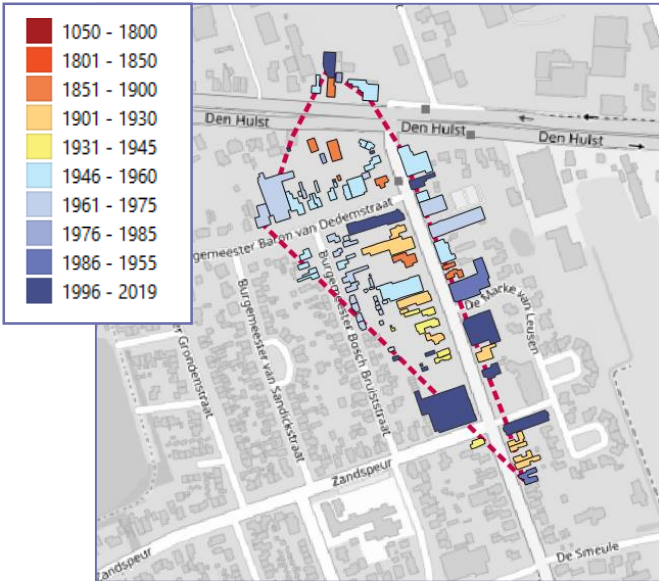 1050 - 1800
1801 - 1850
1851 - 1900
1901 - 1930
1931 - 1945
1946 - 1960
1961 - 1975
1976 - 1985
1986 - 1955
1996 - 2019
Den Hulst
Den Hulst
Den Hulst
gemeester Baron van Dedemstraat
Burgemeester van Sandickstraat
Burgemeester Bosch Bruiststraat
De Marke van Leusen
er Grondenstraat
Zandspeur
Zandspeur
De Smeule